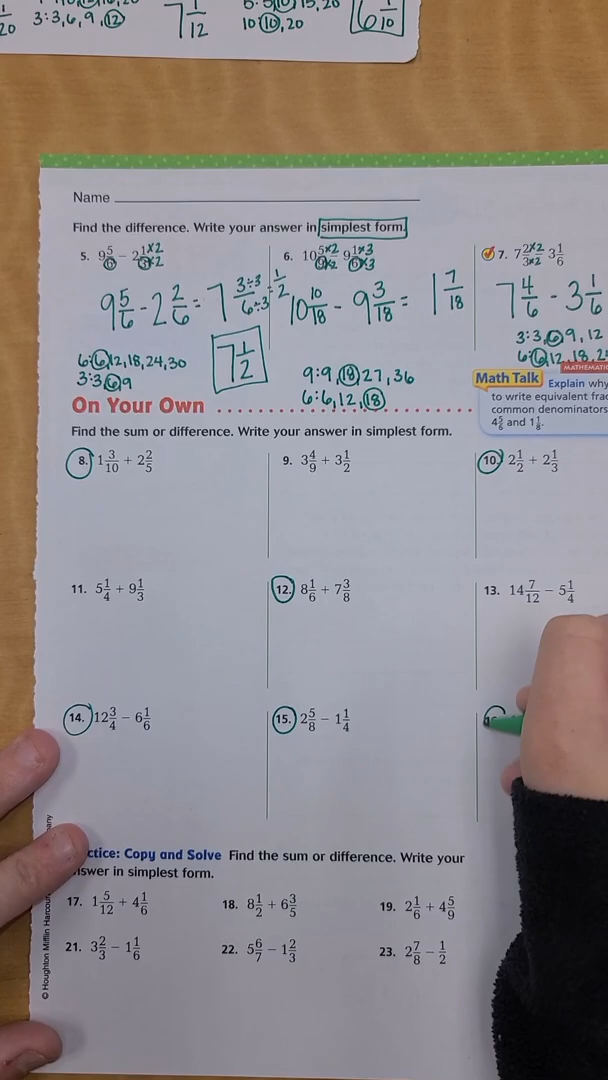 3:3,6,9,12
7 1/12
10,20
6 1/10
Name
Find the difference. Write your answer in simplest form.
5. 9 5/6 − 2 1/3 ×2 ×2
6. 10 5/9 ×2 ×2 − 9 1/6 ×3 ×3
7. 7 2/3 ×2 ×2 3 1/6
9 5/6 - 2 2/6 = 7 3÷3/6÷3 = 1/2
10 10/18 - 9 3/18 = 1 7/18
7 4/6 - 3 1/6
7 1/2
6:6,12,18,24,30
3:3,6,9
9:9,18,27,36
6:6,12,18
3:3,6,9,12
6:6,12,18
Math Talk
MATHEMATIC
Explain why
to write equivalent frac
common denominators
4 5/6 and 1 1/8.
On Your Own
Find the sum or difference. Write your answer in simplest form.
8. 1 3/10 + 2 2/5
9. 3 4/9 + 3 1/2
10. 2 1/2 + 2 1/3
11. 5 1/4 + 9 1/3
12. 8 1/6 + 7 3/8
13. 14 7/12 − 5 1/4
14. 12 3/4 − 6 1/6
15. 2 5/8 − 1 1/4
ctice: Copy and Solve Find the sum or difference. Write your
swer in simplest form.
17. 1 5/12 + 4 1/6
18. 8 1/2 + 6 3/5
19. 2 1/6 + 4 5/9
21. 3 2/3 − 1 1/6
22. 5 6/7 − 1 2/3
23. 2 7/8 − 1/2
© Houghton Mifflin Harcour
any